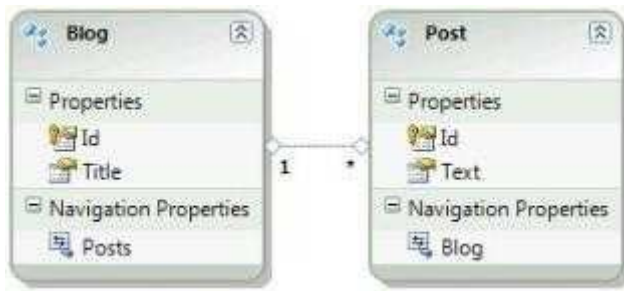 Blog
Properties
Id
Title
Navigation Properties
Posts
1 *
Post
Properties
Id
Text
Navigation Properties
Blog